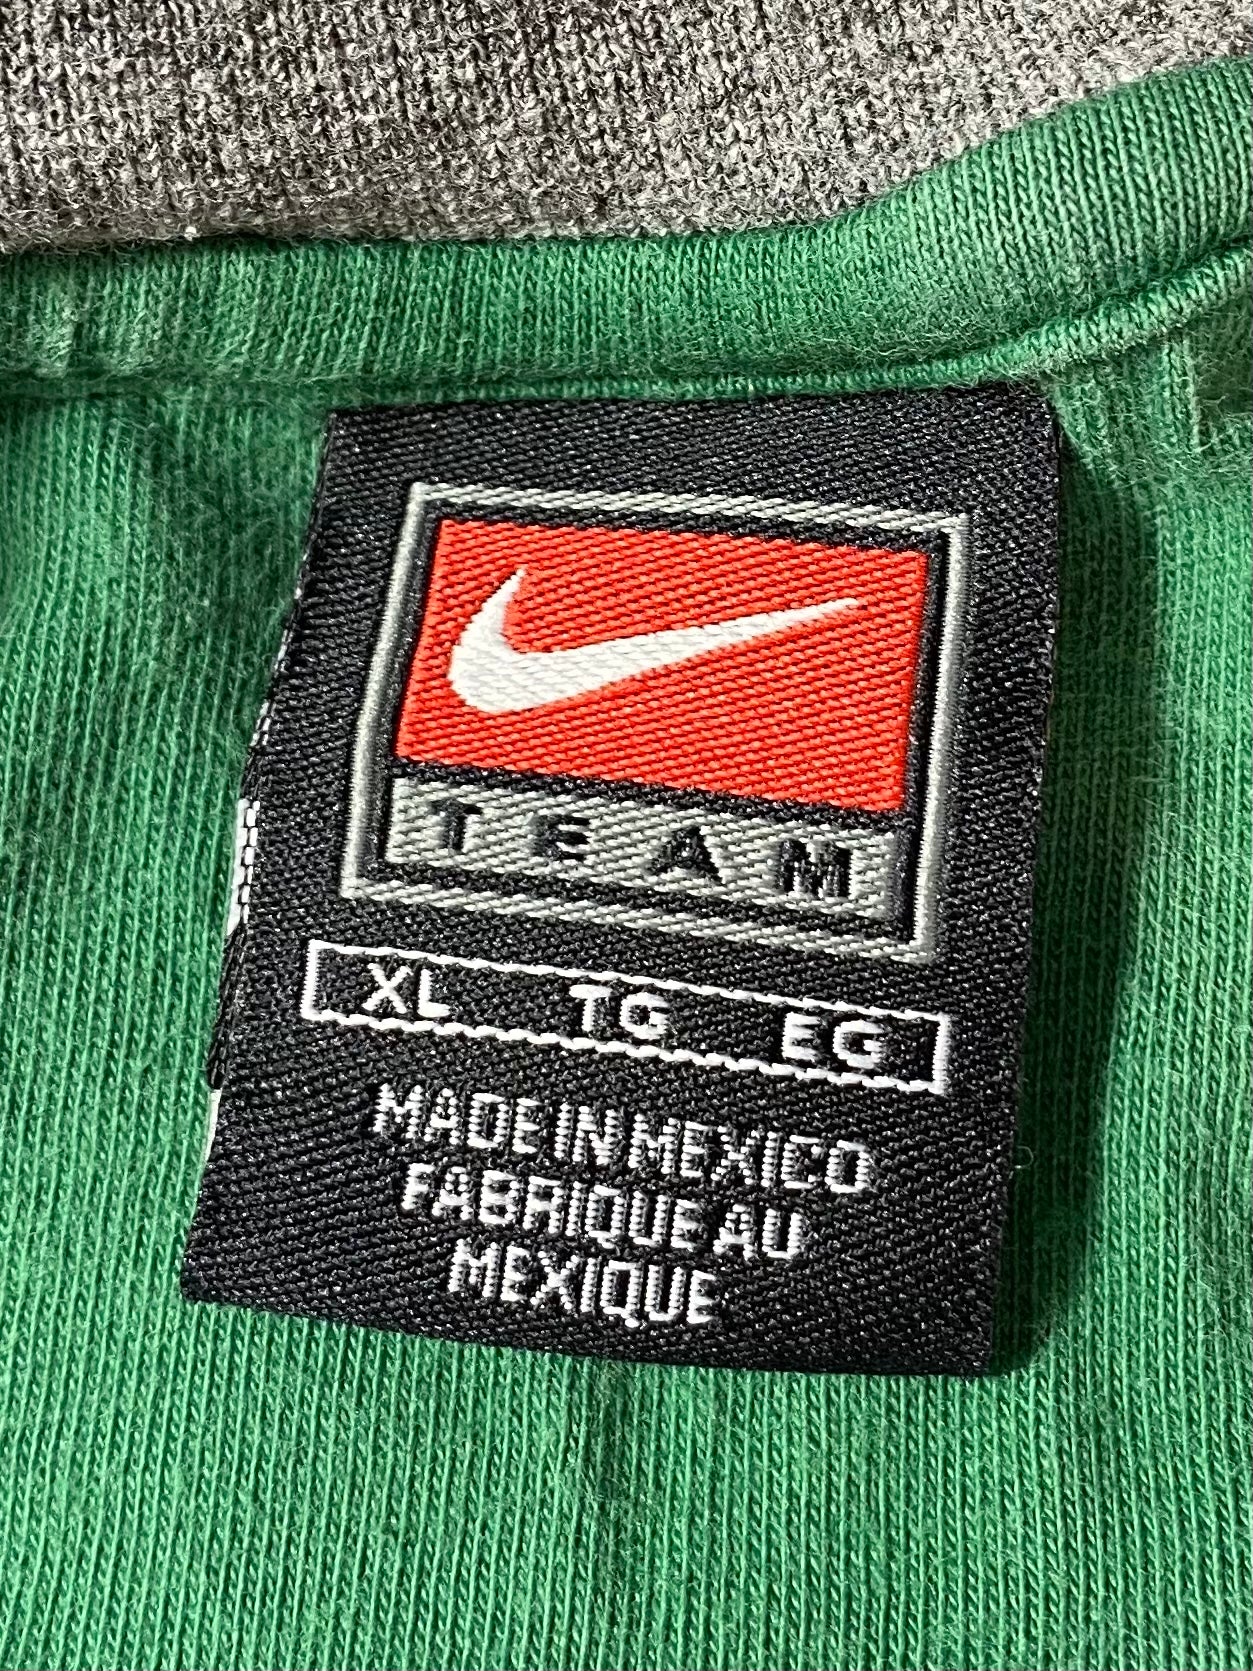 TEAM
XL TG EG
MADE IN MEXICO
FABRIQUE AU
MEXIQUE